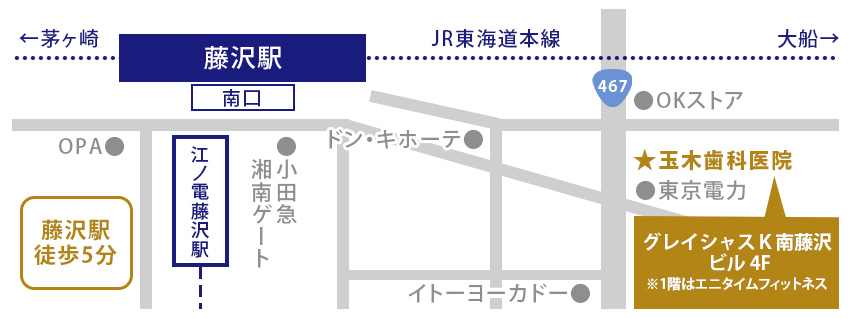 ←茅ヶ崎
JR東海道本線
大船→
藤沢駅
南口
467
OKストア
OPA
ドン・キホーテ
江ノ電藤沢駅
小田急
湘南ゲート
★玉木歯科医院
東京電力
藤沢駅
徒歩5分
グレイシャス K 南藤沢
ビル 4F
※1階はエニタイムフィットネス
イトーヨーカドー